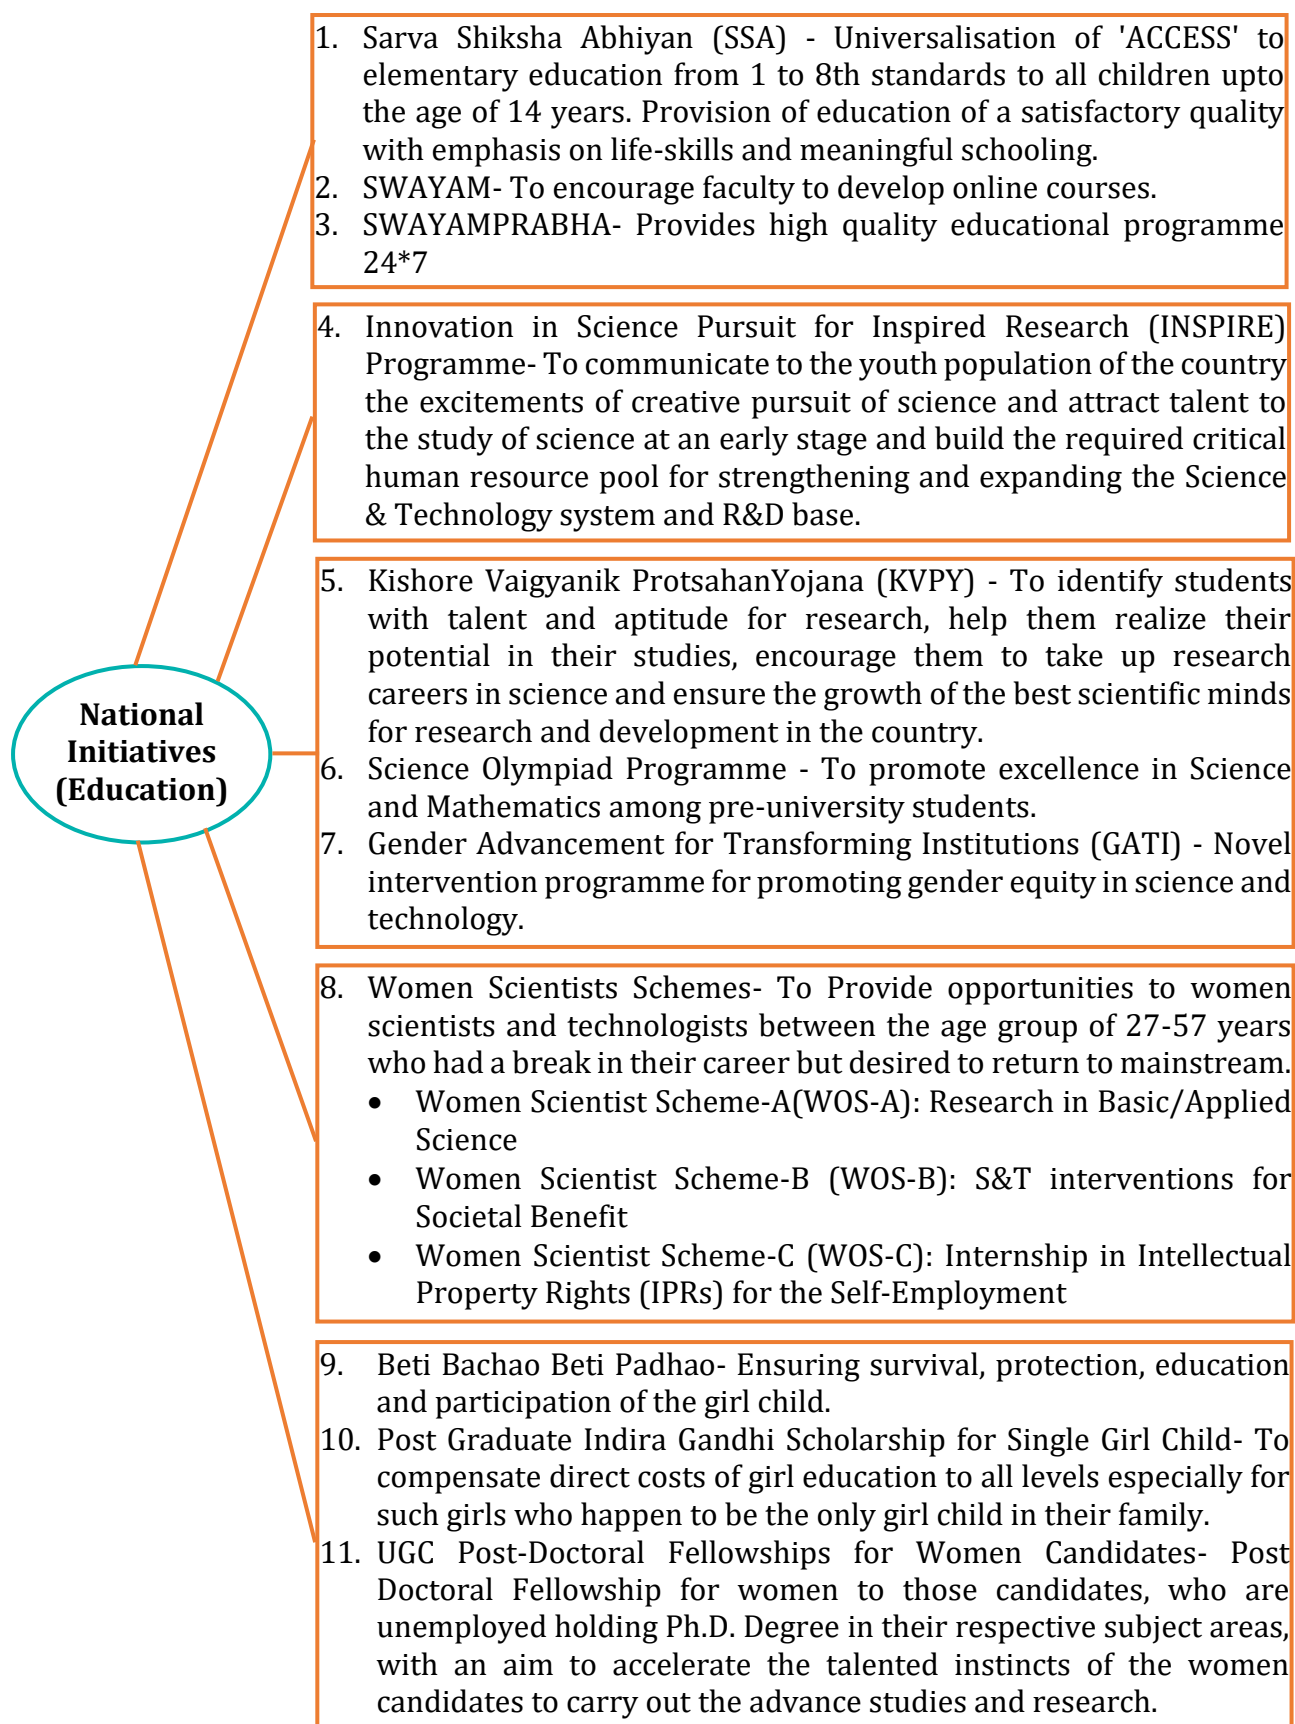 1. Sarva Shiksha Abhiyan (SSA) - Universalisation of 'ACCESS' to
elementary education from 1 to 8th standards to all children upto
the age of 14 years. Provision of education of a satisfactory quality
with emphasis on life-skills and meaningful schooling.
2. SWAYAM- To encourage faculty to develop online courses.
3. SWAYAMPRABHA- Provides high quality educational programme
24*7
4. Innovation in Science Pursuit for Inspired Research (INSPIRE)
Programme- To communicate to the youth population of the country
the excitements of creative pursuit of science and attract talent to
the study of science at an early stage and build the required critical
human resource pool for strengthening and expanding the Science
& Technology system and R&D base.
National
Initiatives
(Education)
5. Kishore Vaigyanik ProtsahanYojana (KVPY) - To identify students
with talent and aptitude for research, help them realize their
potential in their studies, encourage them to take up research
careers in science and ensure the growth of the best scientific minds
for research and development in the country.
6. Science Olympiad Programme - To promote excellence in Science
and Mathematics among pre-university students.
7. Gender Advancement for Transforming Institutions (GATI) - Novel
intervention programme for promoting gender equity in science and
technology.
8. Women Scientists Schemes- To Provide opportunities to women
scientists and technologists between the age group of 27-57 years
who had a break in their career but desired to return to mainstream.
• Women Scientist Scheme-A(WOS-A): Research in Basic/Applied
Science
• Women Scientist Scheme-B (WOS-B): S&T interventions for
Societal Benefit
• Women Scientist Scheme-C (WOS-C): Internship in Intellectual
Property Rights (IPRs) for the Self-Employment
9. Beti Bachao Beti Padhao- Ensuring survival, protection, education
and participation of the girl child.
10. Post Graduate Indira Gandhi Scholarship for Single Girl Child- To
compensate direct costs of girl education to all levels especially for
such girls who happen to be the only girl child in their family.
11. UGC Post-Doctoral Fellowships for Women Candidates- Post
Doctoral Fellowship for women to those candidates, who are
unemployed holding Ph.D. Degree in their respective subject areas,
with an aim to accelerate the talented instincts of the women
candidates to carry out the advance studies and research.